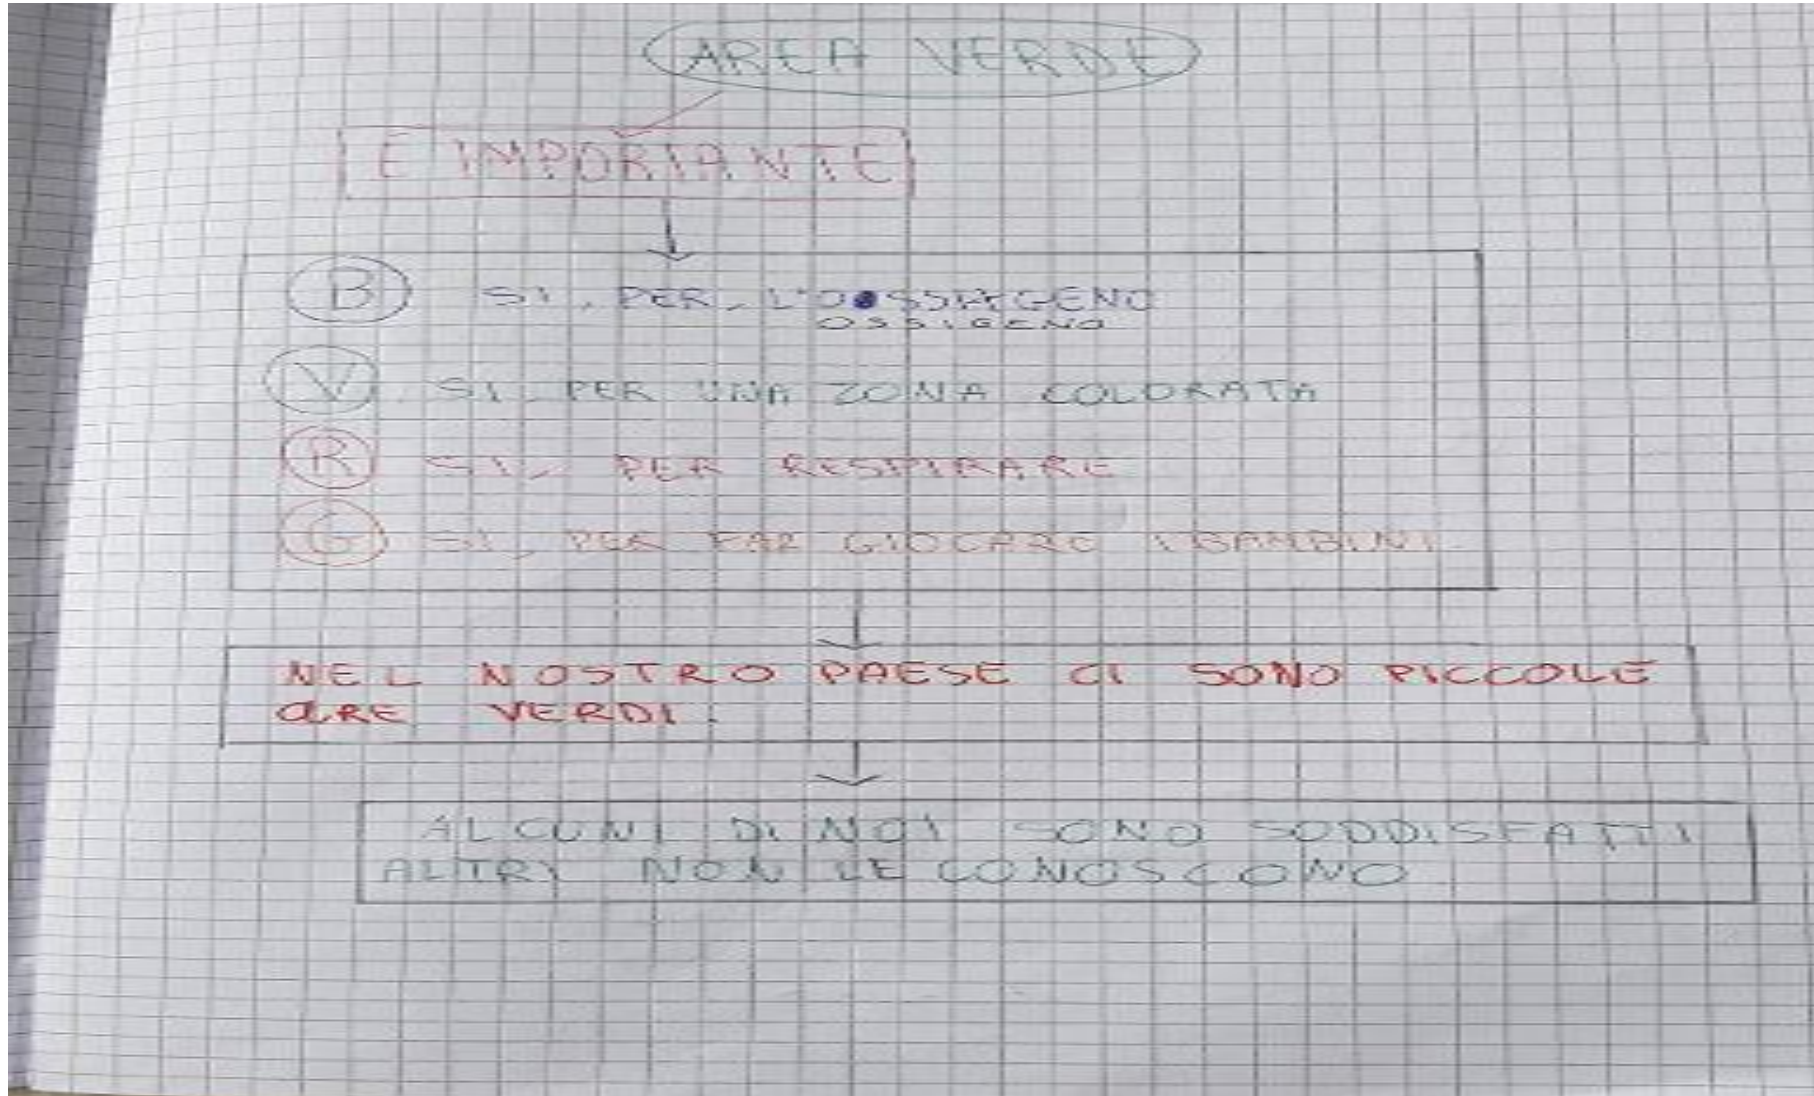 AREA VERDE
E IMPORTANTE
B SI, PER L'OSSIGENO
OSSIGENO
V SI, PER UNA ZONA COLORATA
R SI, PER RESPIRARE
G SI, PER FAR GIOCARE I BAMBINI
NEL NOSTRO PAESE CI SONO PICCOLE
ARE VERDI.
ALCUNI DI NOI SONO SODDISFATTI
ALTRI NON LE CONOSCONO